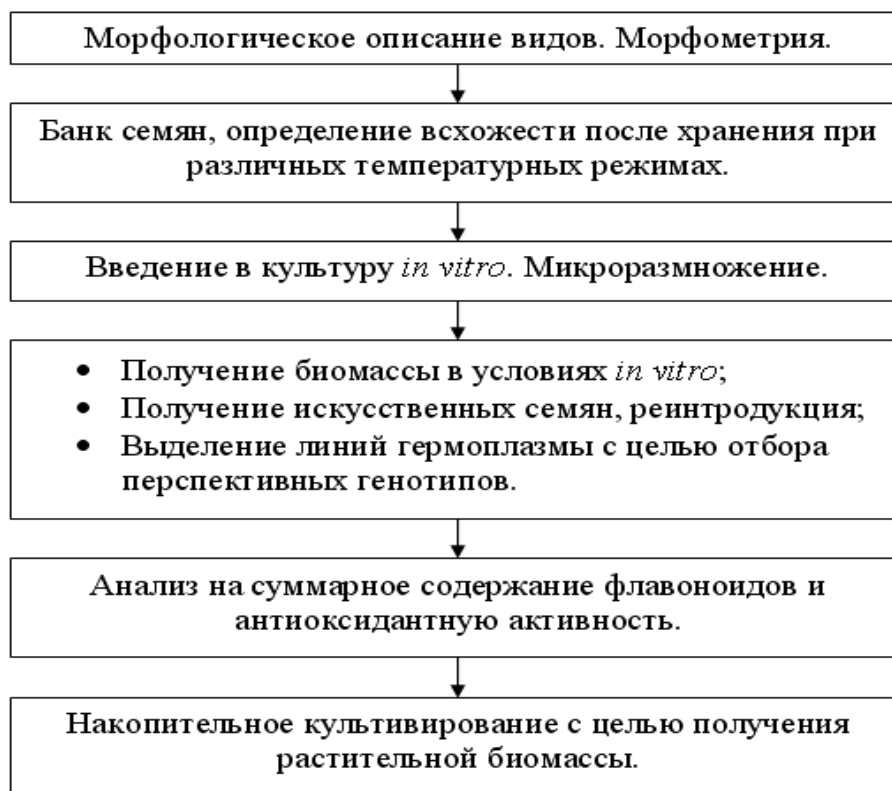 Морфологическое описание видов. Морфометрия.
Банк семян, определение всхожести после хранения при
различных температурных режимах.
Введение в культуру in vitro. Микроразмножение.
• Получение биомассы в условиях in vitro;
• Получение искусственных семян, реинтродукция;
• Выделение линий гермоплазмы с целью отбора
перспективных генотипов.
Анализ на суммарное содержание флавоноидов и
антиоксидантную активность.
Накопительное культивирование с целью получения
растительной биомассы.